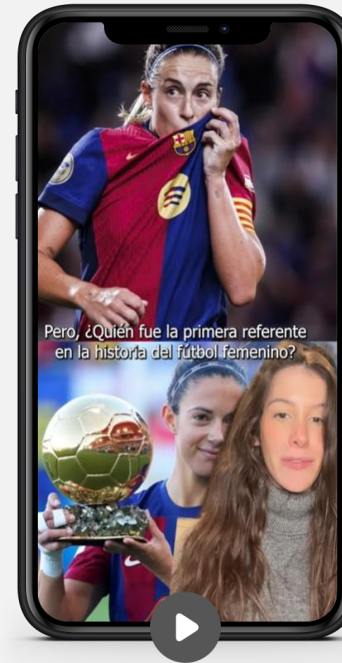 Pero, ¿Quién fue la primera referente
en la historia del fútbol femenino?